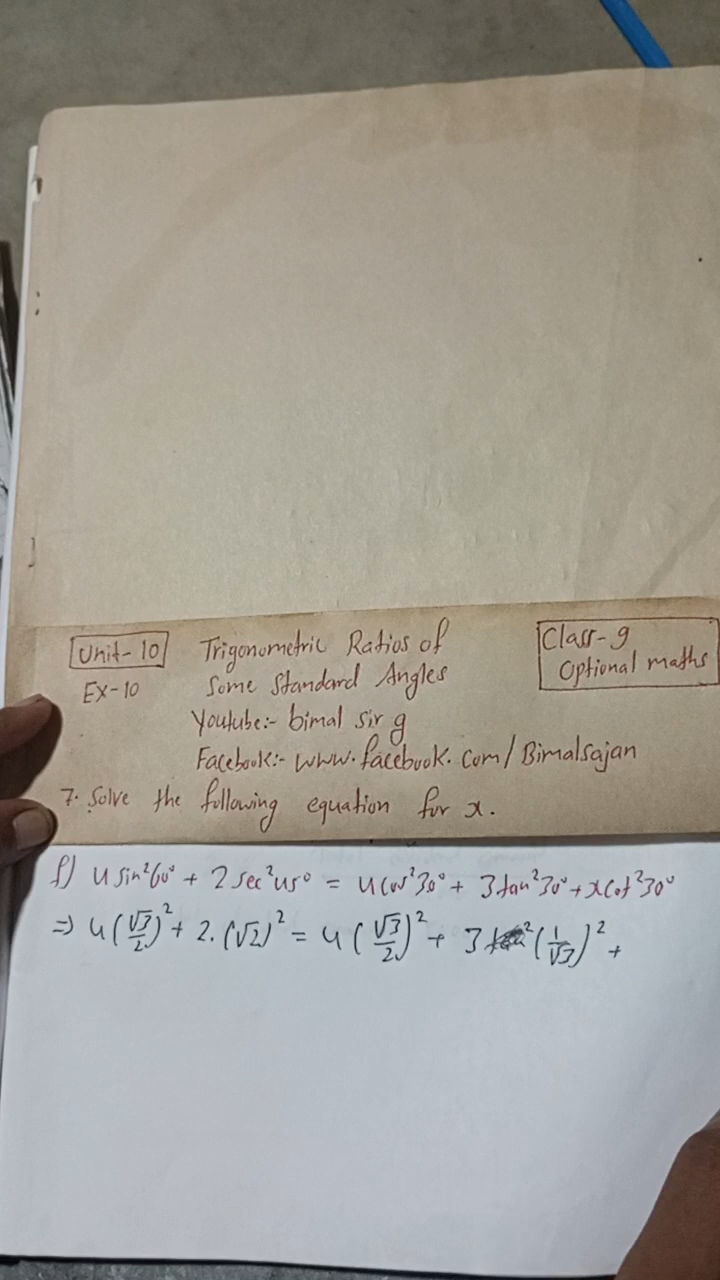 Unit-10 Trigonometric Ratios of
Ex-10 Some Standard Angles
Class-9
Optional maths
Youtube:- bimal sir g
Facebook:- www.facebook.com/Bimalsajan
7. Solve the following equation for x.
f) 4 sin²60° + 2 sec²45° = 4 cos²30° + 3 tan²30° + x cot²30°
⇒ 4(√3/2)² + 2.(√2)² = 4(√3/2)² + 3 (1/√3)² +